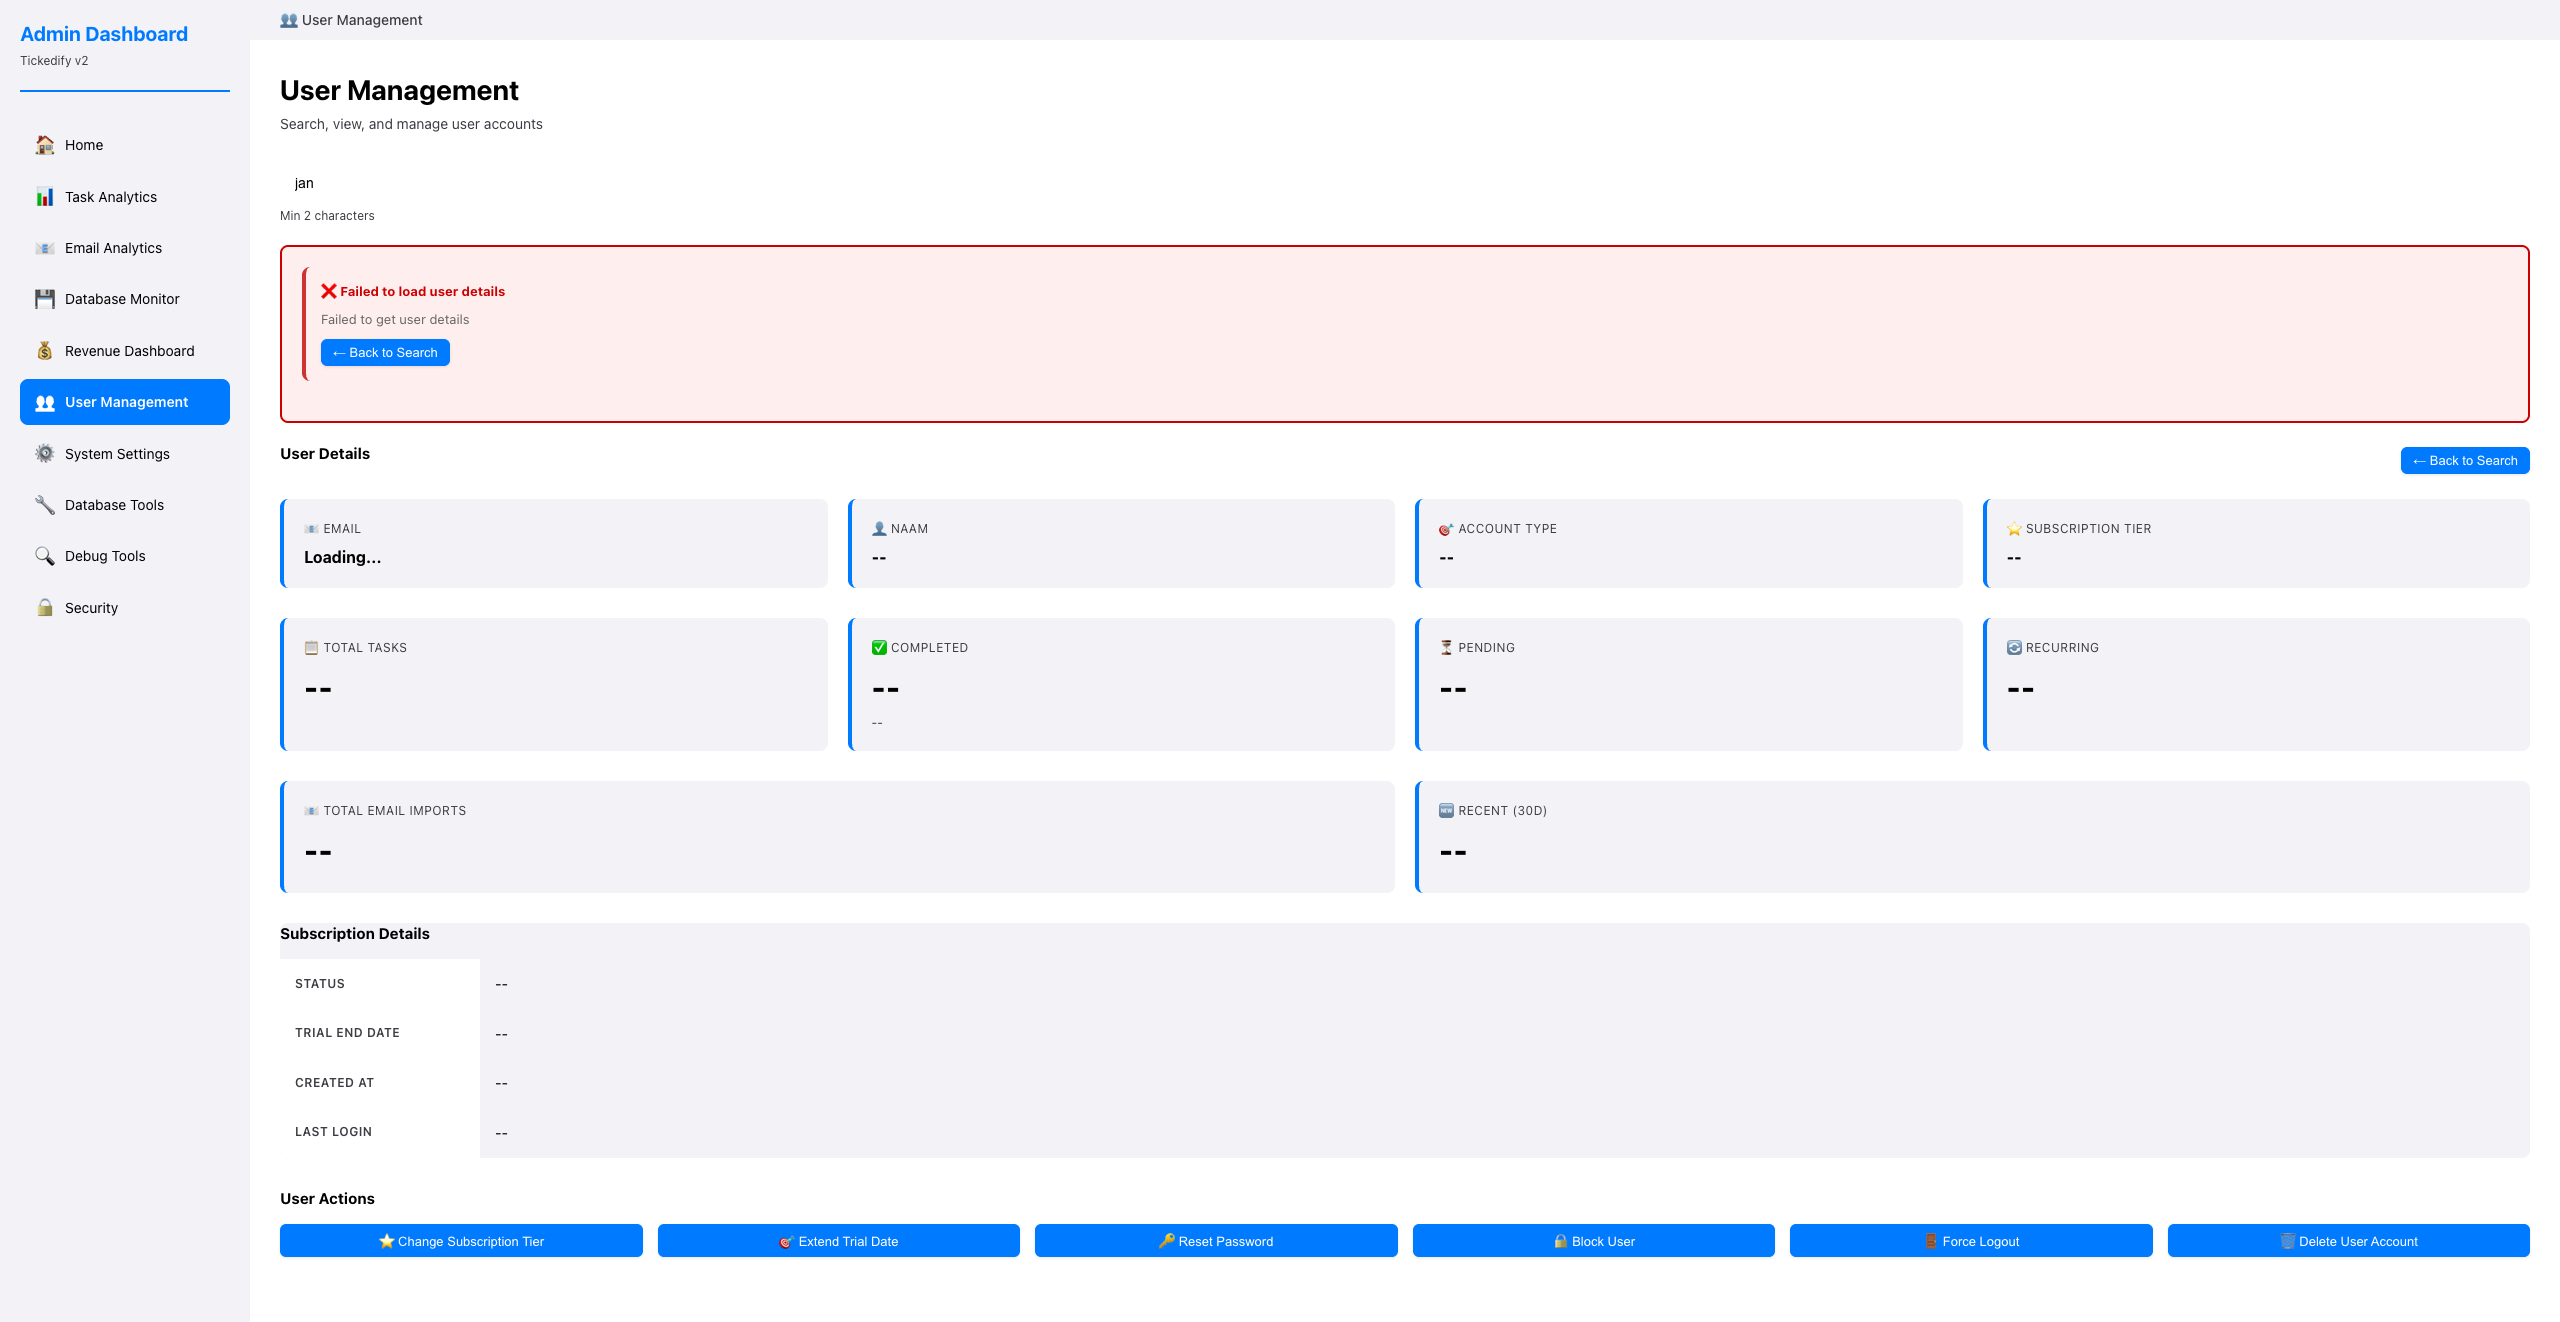 Admin Dashboard
Tickedify v2
Home
Task Analytics
Email Analytics
Database Monitor
Revenue Dashboard
User Management
System Settings
Database Tools
Debug Tools
Security
User Management
User Management
Search, view, and manage user accounts
jan
Min 2 characters
❌ Failed to load user details
Failed to get user details
← Back to Search
User Details
← Back to Search
EMAIL
Loading...
NAAM
--
ACCOUNT TYPE
--
SUBSCRIPTION TIER
--
TOTAL TASKS
--
COMPLETED
--
--
PENDING
--
RECURRING
--
TOTAL EMAIL IMPORTS
--
RECENT (30D)
--
Subscription Details
STATUS --
TRIAL END DATE --
CREATED AT --
LAST LOGIN --
User Actions
Change Subscription Tier
Extend Trial Date
Reset Password
Block User
Force Logout
Delete User Account